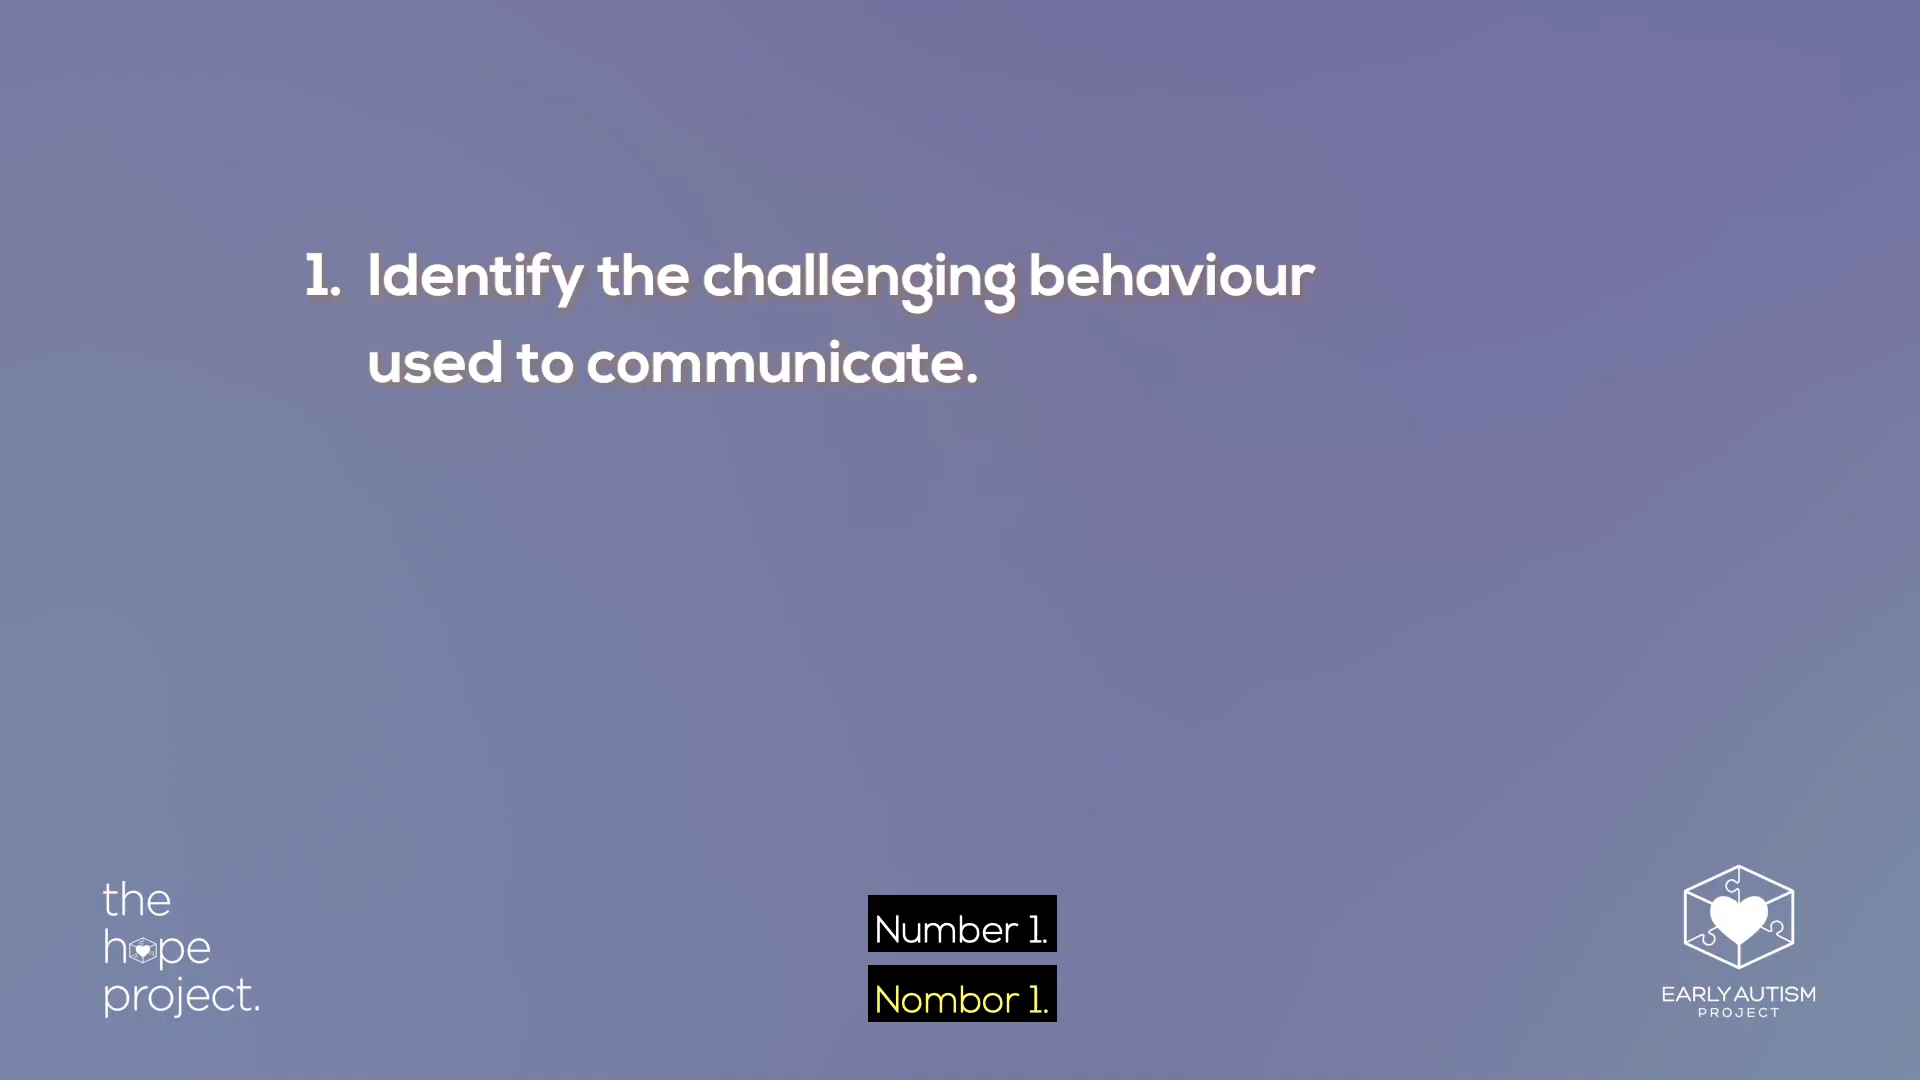 1. Identify the challenging behaviour
used to communicate.
the
hope
project.
Number 1.
Nombor 1.
EARLY AUTISM
PROJECT